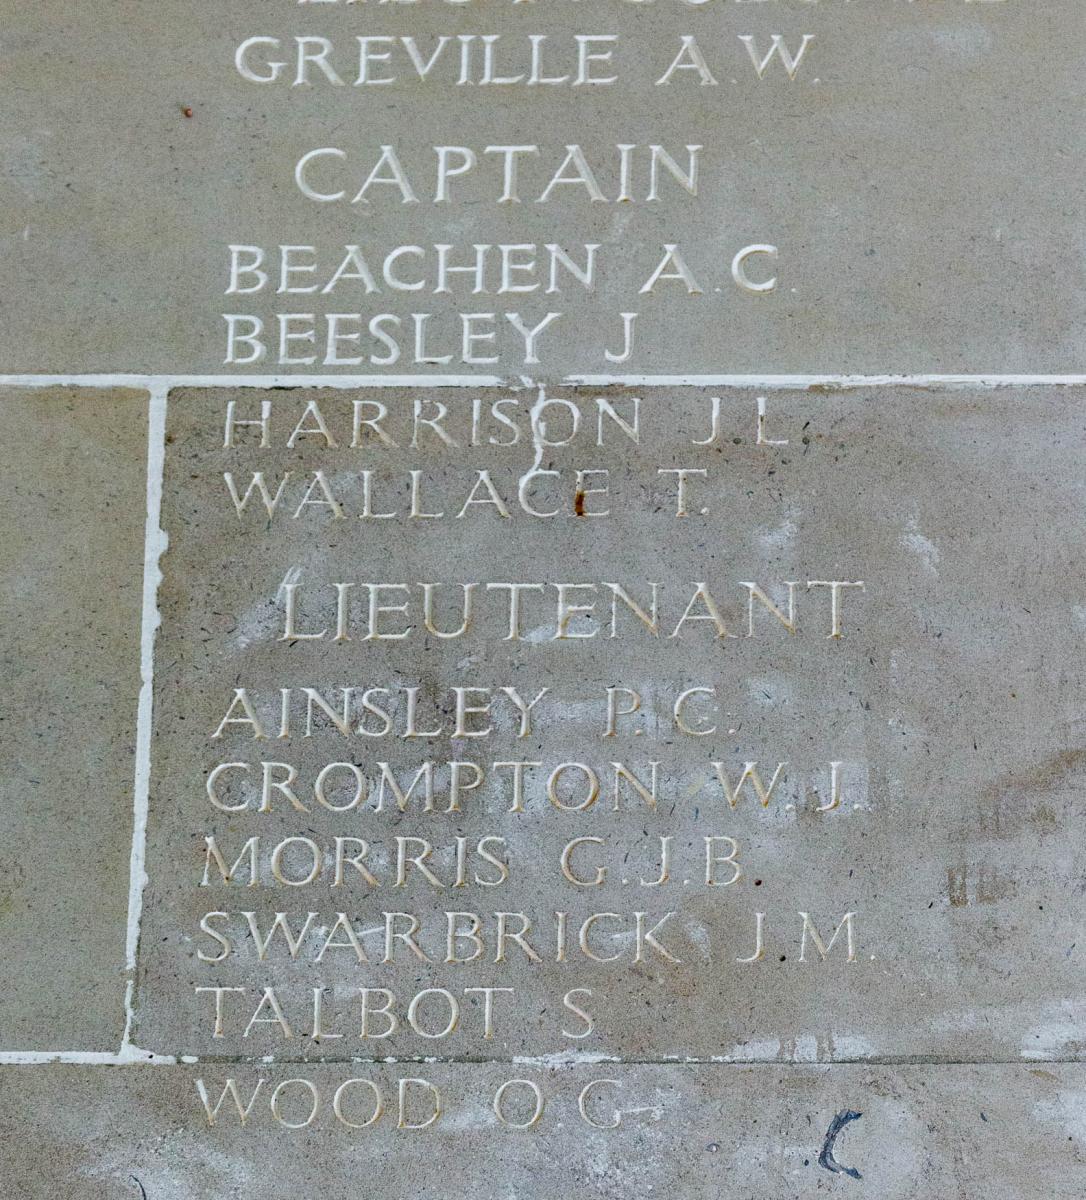 GREVILLE A.W.
CAPTAIN
BEACHEN A.C.
BEESLEY J
HARRISON J.L.
WALLACE T.
LIEUTENANT
AINSLEY P.C.
CROMPTON W.J.
MORRIS G.J.B.
SWARBRICK J.M.
TALBOT S
WOOD O G